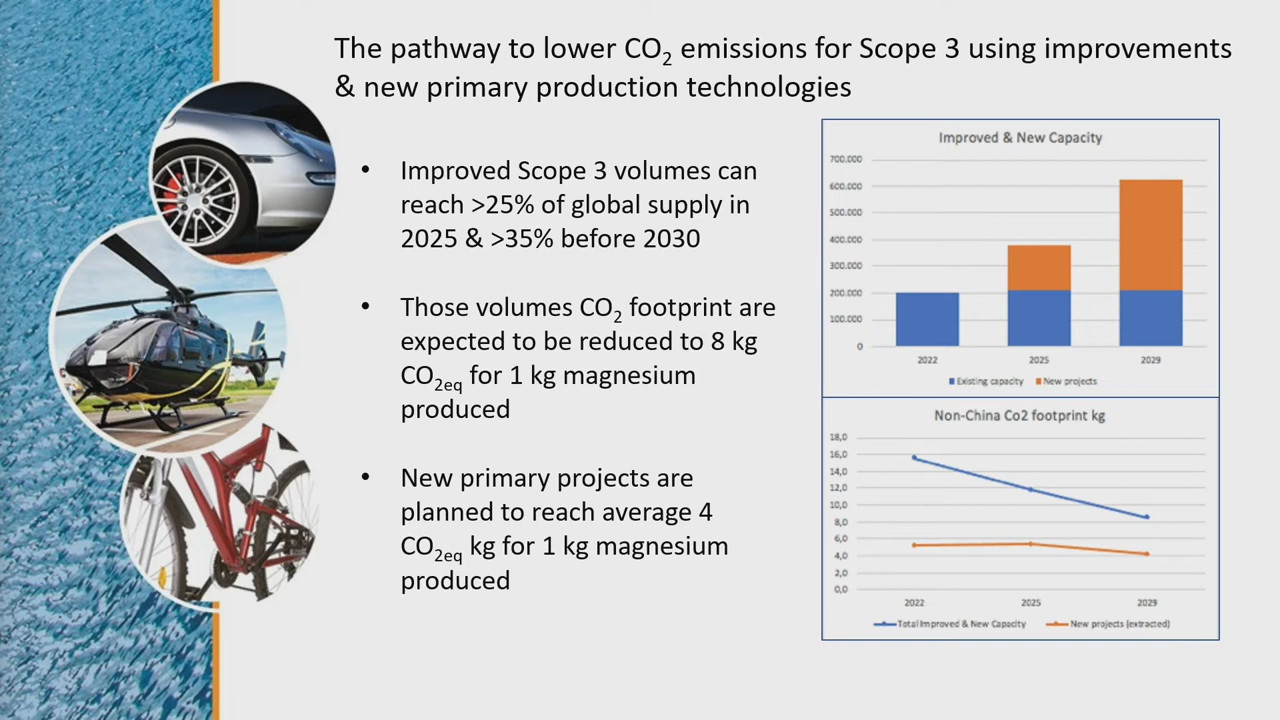 The pathway to lower CO₂ emissions for Scope 3 using improvements
& new primary production technologies
• Improved Scope 3 volumes can
reach >25% of global supply in
2025 & >35% before 2030
• Those volumes CO₂ footprint are
expected to be reduced to 8 kg
CO2eq for 1 kg magnesium
produced
• New primary projects are
planned to reach average 4
CO2eq kg for 1 kg magnesium
produced
Improved & New Capacity
700.000
600.000
500.000
400.000
300.000
200.000
100.000
0
2022 2025 2029
Existing capacity New projects
Non-China Co2 footprint kg
18,0
16,0
14,0
12,0
10,0
8,0
6,0
4,0
2,0
0,0
2022 2025 2029
Total Improved & New Capacity New projects (extracted)